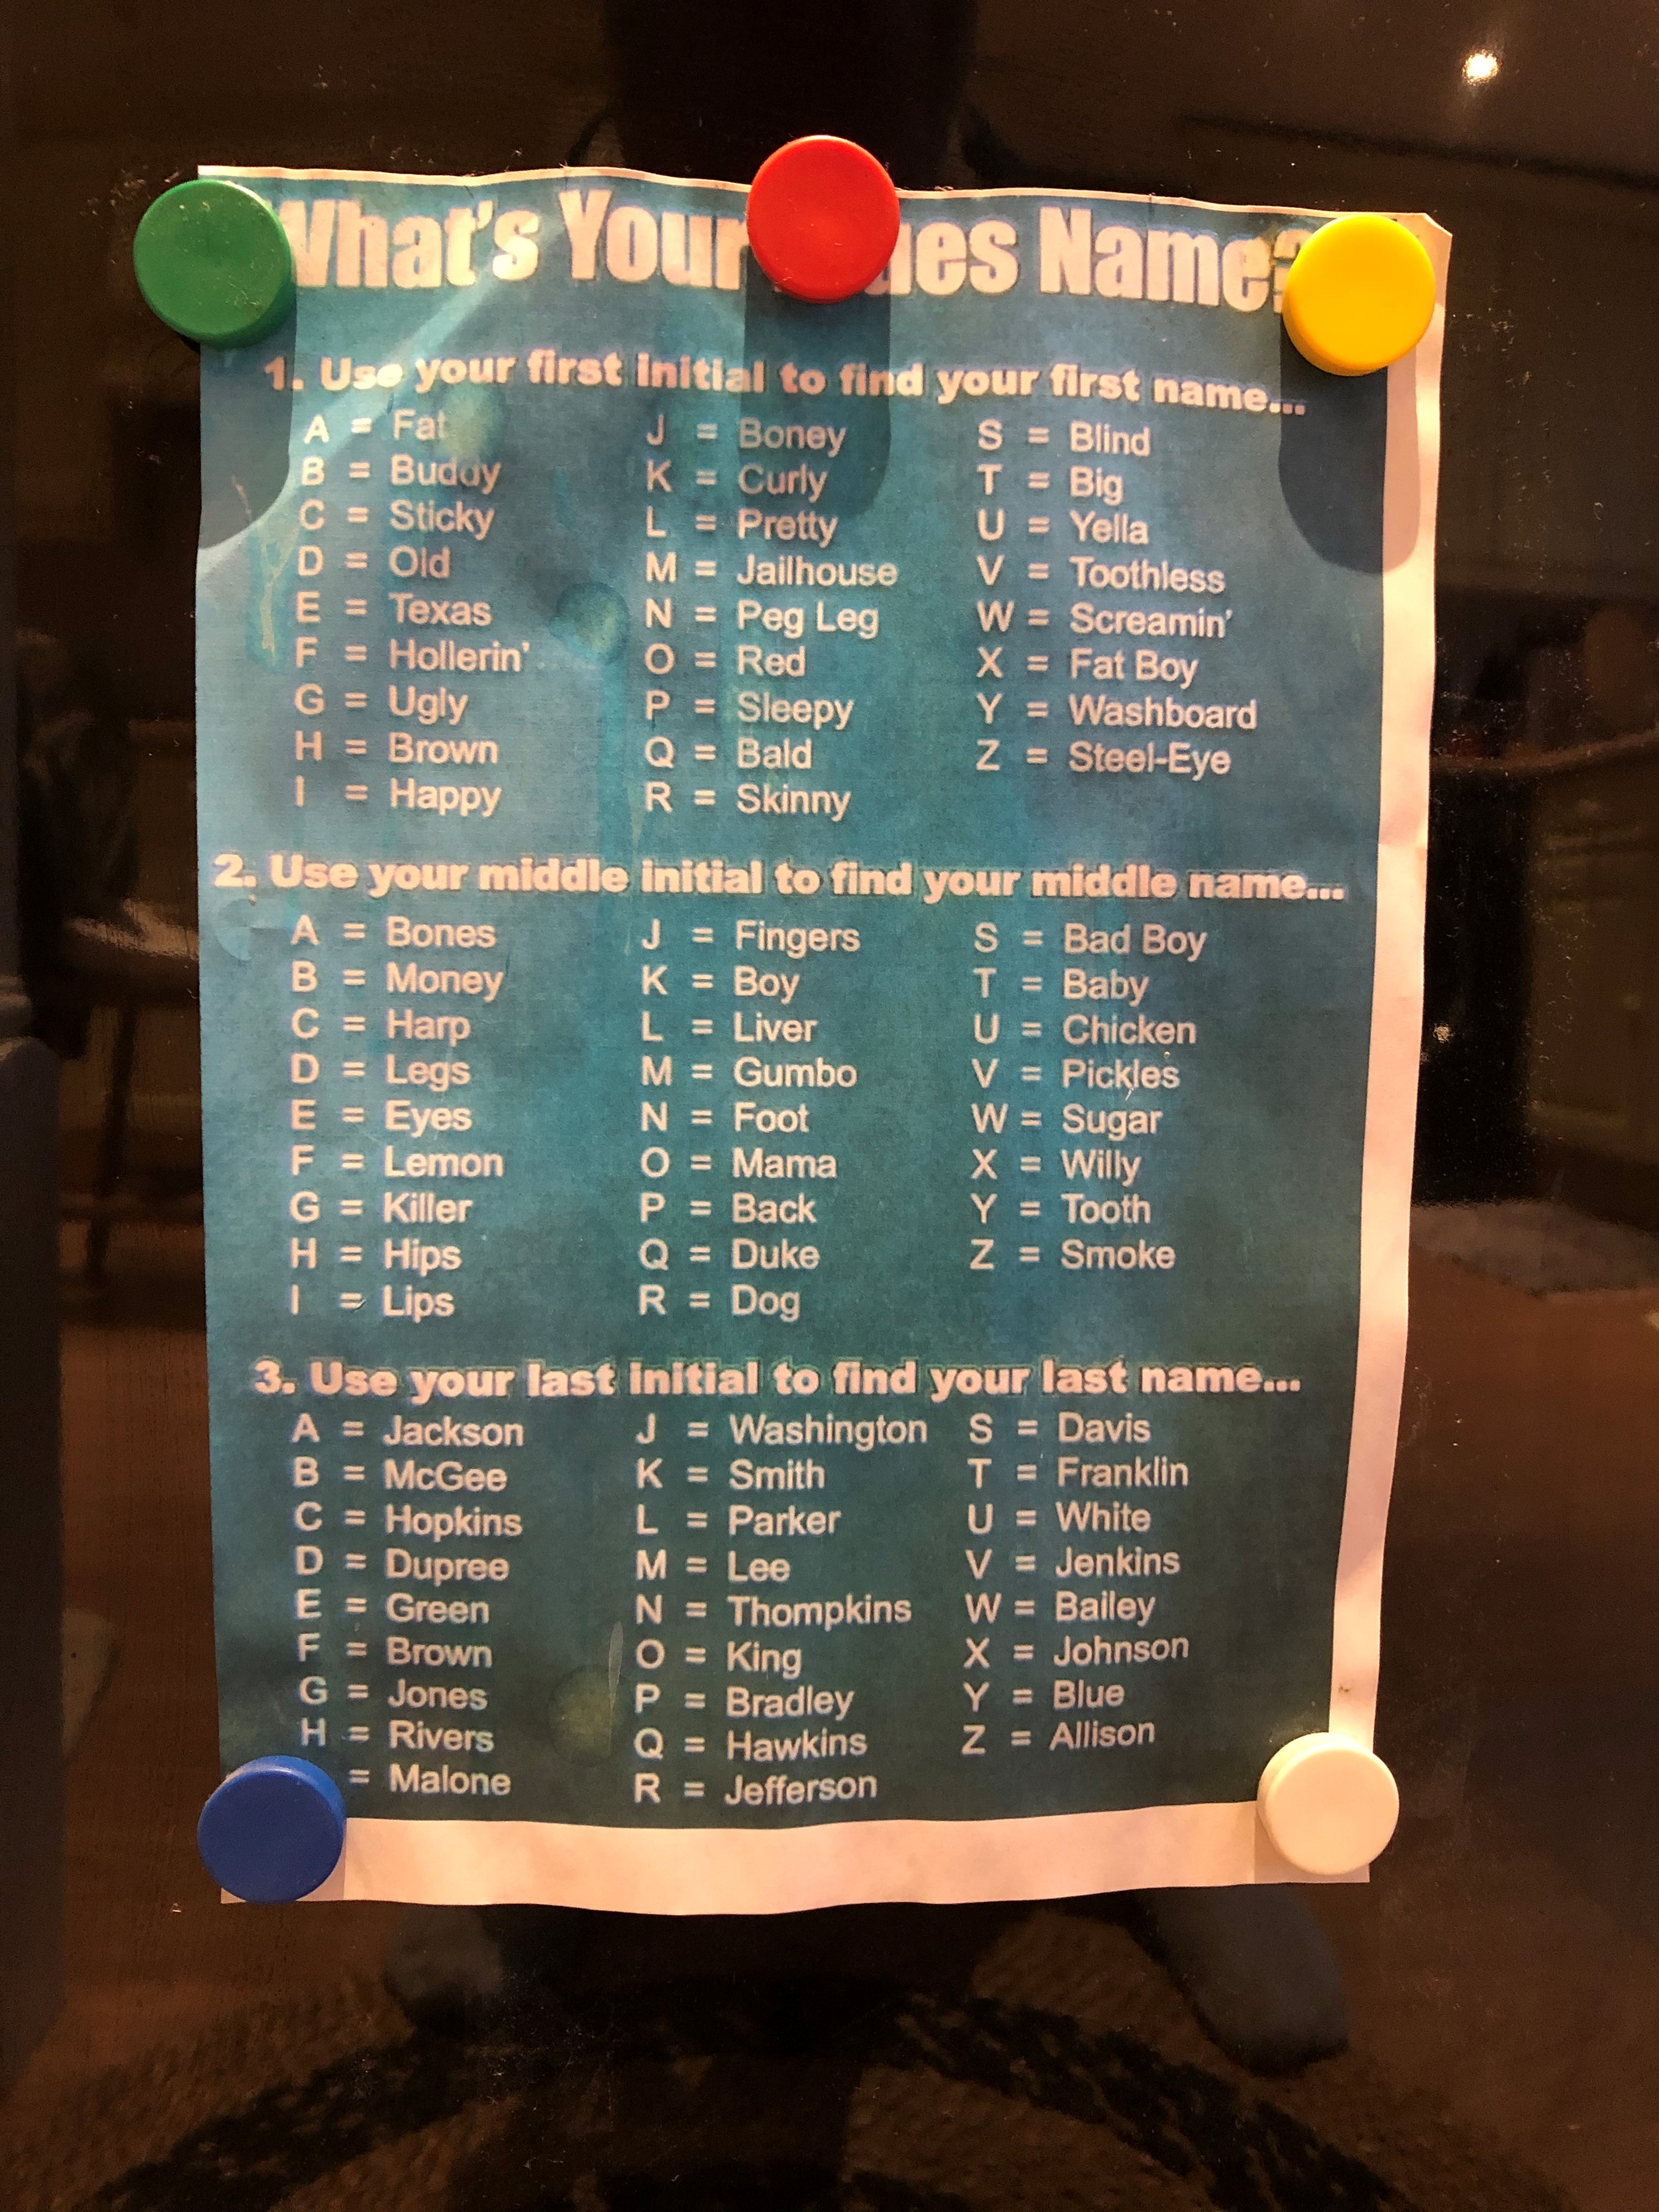 What's Your Name?
1. Use your first initial to find your first name...
A = Fat J = Boney S = Blind
B = Buddy K = Curly T = Big
C = Sticky L = Pretty U = Yella
D = Old M = Jailhouse V = Toothless
E = Texas N = Peg Leg W = Screamin'
F = Hollerin' O = Red X = Fat Boy
G = Ugly P = Sleepy Y = Washboard
H = Brown Q = Bald Z = Steel-Eye
I = Happy R = Skinny
2. Use your middle initial to find your middle name...
A = Bones J = Fingers S = Bad Boy
B = Money K = Boy T = Baby
C = Harp L = Liver U = Chicken
D = Legs M = Gumbo V = Pickles
E = Eyes N = Foot W = Sugar
F = Lemon O = Mama X = Willy
G = Killer P = Back Y = Tooth
H = Hips Q = Duke Z = Smoke
I = Lips R = Dog
3. Use your last initial to find your last name...
A = Jackson J = Washington S = Davis
B = McGee K = Smith T = Franklin
C = Hopkins L = Parker U = White
D = Dupree M = Lee V = Jenkins
E = Green N = Thompkins W = Bailey
F = Brown O = King X = Johnson
G = Jones P = Bradley Y = Blue
H = Rivers Q = Hawkins Z = Allison
= Malone R = Jefferson